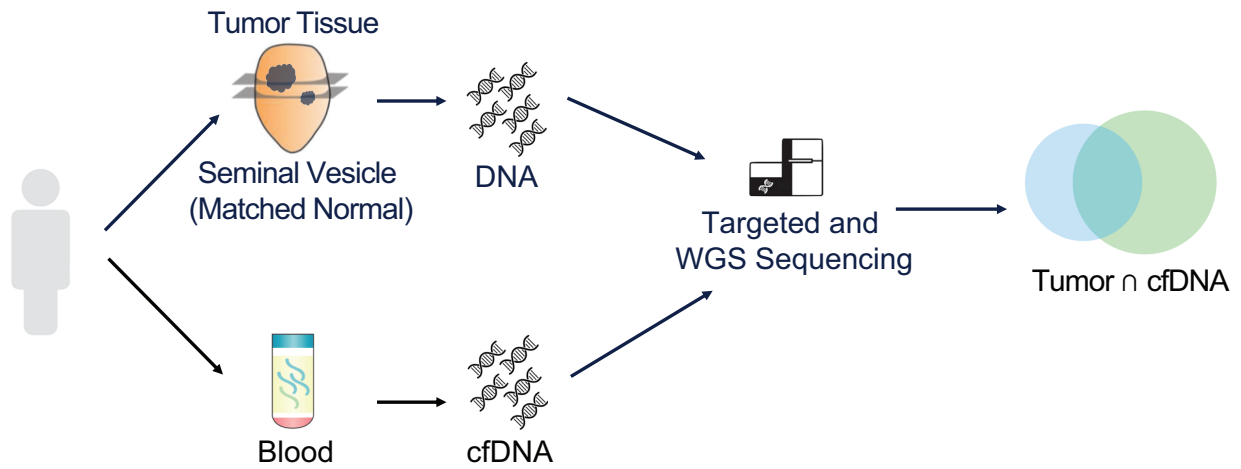 Tumor Tissue
Seminal Vesicle
(Matched Normal)
DNA
Targeted and
WGS Sequencing
Tumor ∩ cfDNA
Blood
cfDNA